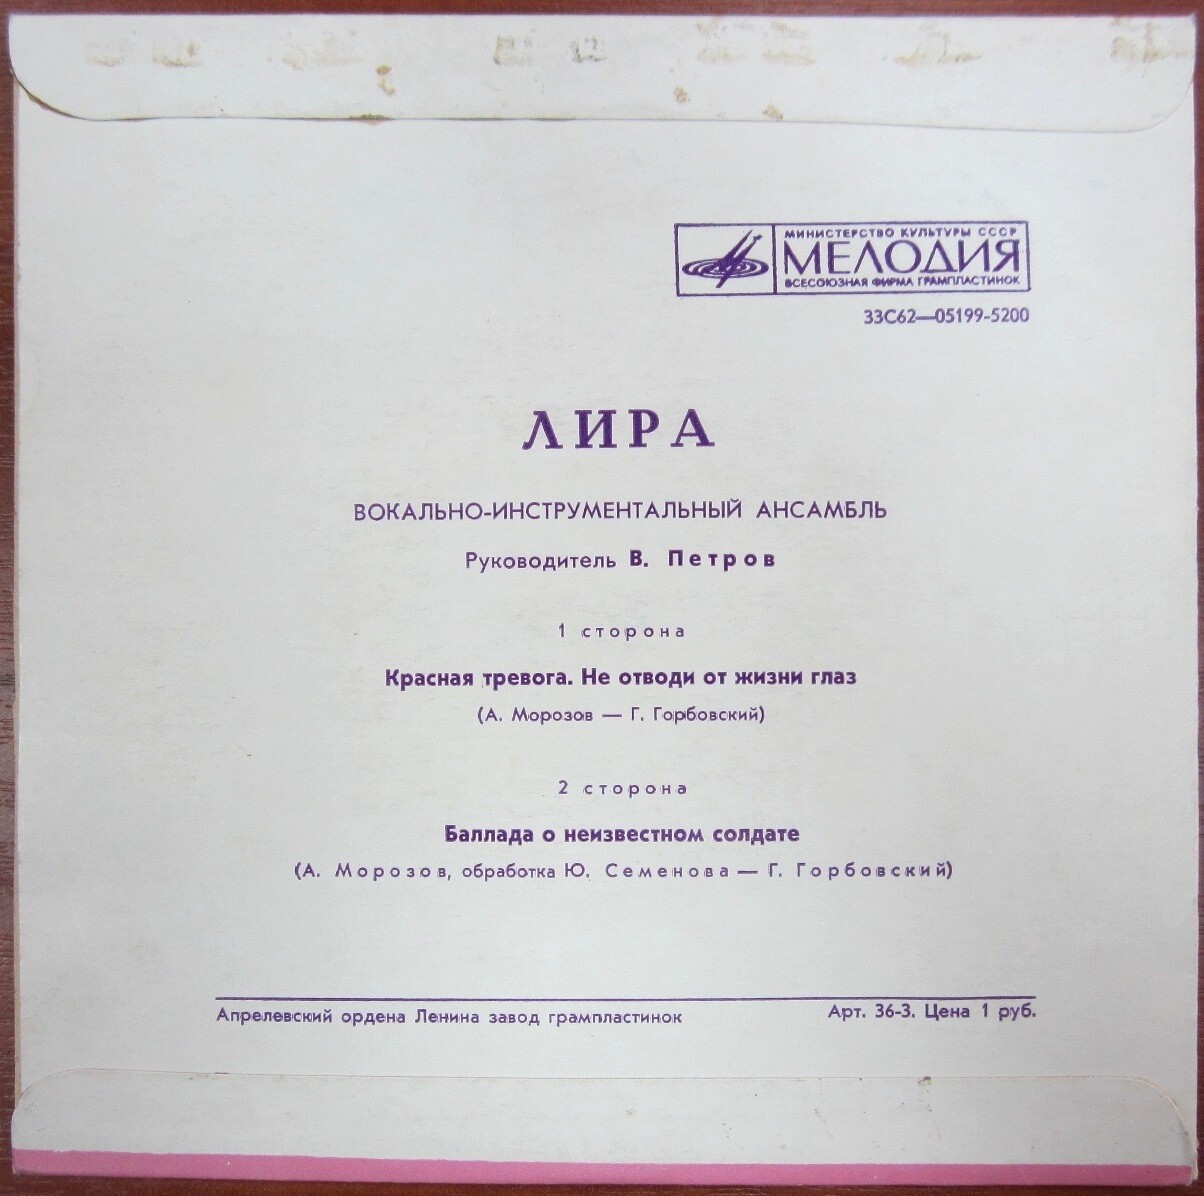 МИНИСТЕРСТВО КУЛЬТУРЫ СССР
МЕЛОДИЯ
ВСЕСОЮЗНАЯ ФИРМА ГРАМПЛАСТИНОК
33С62—05199-5200
ЛИРА
ВОКАЛЬНО-ИНСТРУМЕНТАЛЬНЫЙ АНСАМБЛЬ
Руководитель В. Петров
1 сторона
Красная тревога. Не отводи от жизни глаз
(А. Морозов — Г. Горбовский)
2 сторона
Баллада о неизвестном солдате
(А. Морозов, обработка Ю. Семенова — Г. Горбовский)
Апрелевский ордена Ленина завод грампластинок
Арт. 36-3. Цена 1 руб.